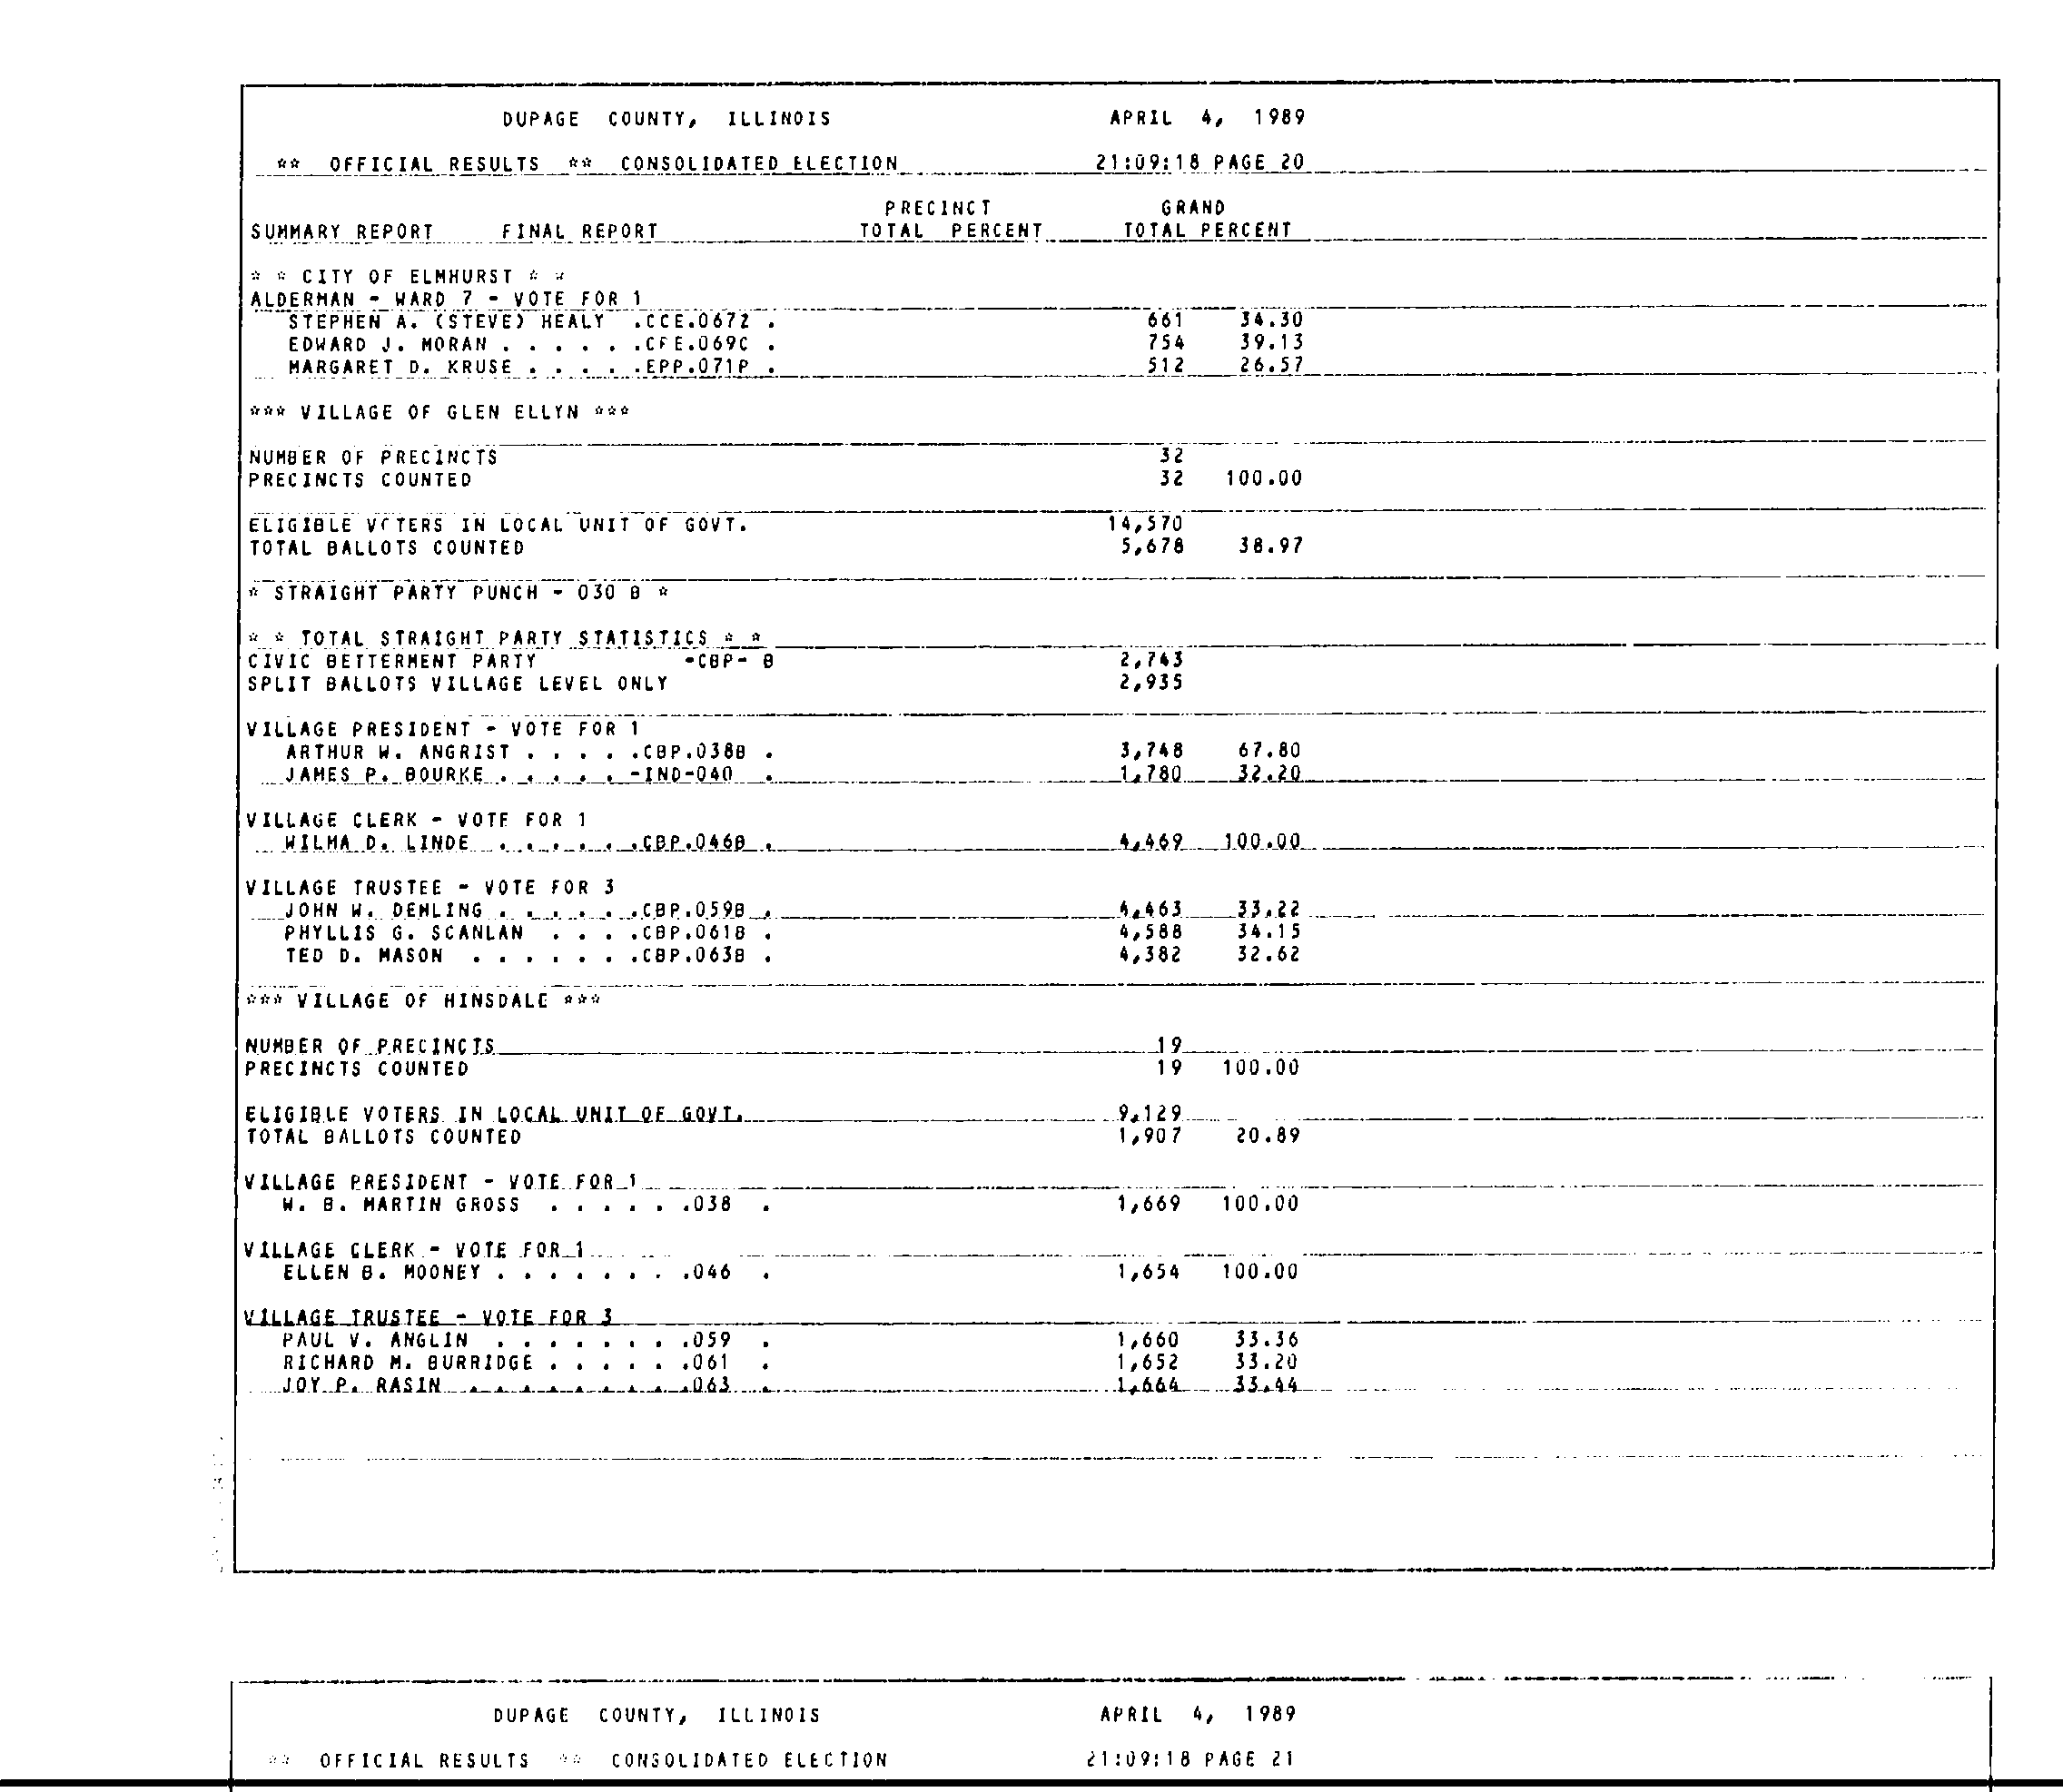 DUPAGE COUNTY, ILLINOIS APRIL 4, 1989
** OFFICIAL RESULTS ** CONSOLIDATED ELECTION 21:09:18 PAGE 20
PRECINCT GRAND
SUMMARY REPORT FINAL REPORT TOTAL PERCENT TOTAL PERCENT
* * CITY OF ELMHURST * *
ALDERMAN - WARD 7 - VOTE FOR 1
STEPHEN A. (STEVE) HEALY .CCE.067Z . 661 34.30
EDWARD J. MORAN . . . . . .CFE.069C . 754 39.13
MARGARET D. KRUSE . . . . .EPP.071P . 512 26.57
*** VILLAGE OF GLEN ELLYN ***
NUMBER OF PRECINCTS 32
PRECINCTS COUNTED 32 100.00
ELIGIBLE VOTERS IN LOCAL UNIT OF GOVT. 14,570
TOTAL BALLOTS COUNTED 5,678 38.97
* STRAIGHT PARTY PUNCH - 030 B *
* * TOTAL STRAIGHT PARTY STATISTICS * *
CIVIC BETTERMENT PARTY -CBP- B 2,743
SPLIT BALLOTS VILLAGE LEVEL ONLY 2,935
VILLAGE PRESIDENT - VOTE FOR 1
ARTHUR W. ANGRIST . . . . .CBP.038B . 3,748 67.80
JAMES P. BOURKE . . . . . -IND-040 . 1,780 32.20
VILLAGE CLERK - VOTE FOR 1
WILMA D. LINDE . . . . . .CBP.046B . 4,469 100.00
VILLAGE TRUSTEE - VOTE FOR 3
JOHN W. DEMLING . . . . . .CBP.059B . 4,463 33.22
PHYLLIS G. SCANLAN . . . .CBP.061B . 4,588 34.15
TED D. MASON . . . . . . .CBP.063B . 4,382 32.62
*** VILLAGE OF HINSDALE ***
NUMBER OF PRECINCTS 19
PRECINCTS COUNTED 19 100.00
ELIGIBLE VOTERS IN LOCAL UNIT OF GOVT. 9,129
TOTAL BALLOTS COUNTED 1,907 20.89
VILLAGE PRESIDENT - VOTE FOR 1
W. B. MARTIN GROSS . . . . . .038 . 1,669 100.00
VILLAGE CLERK - VOTE FOR 1
ELLEN B. MOONEY . . . . . . . .046 . 1,654 100.00
VILLAGE TRUSTEE - VOTE FOR 3
PAUL V. ANGLIN . . . . . . . .059 . 1,660 33.36
RICHARD M. BURRIDGE . . . . . .061 . 1,652 33.20
JOY P. RASIN . . . . . . . . .063 . 1,664 33.44
DUPAGE COUNTY, ILLINOIS APRIL 4, 1989
** OFFICIAL RESULTS ** CONSOLIDATED ELECTION 21:09:18 PAGE 21